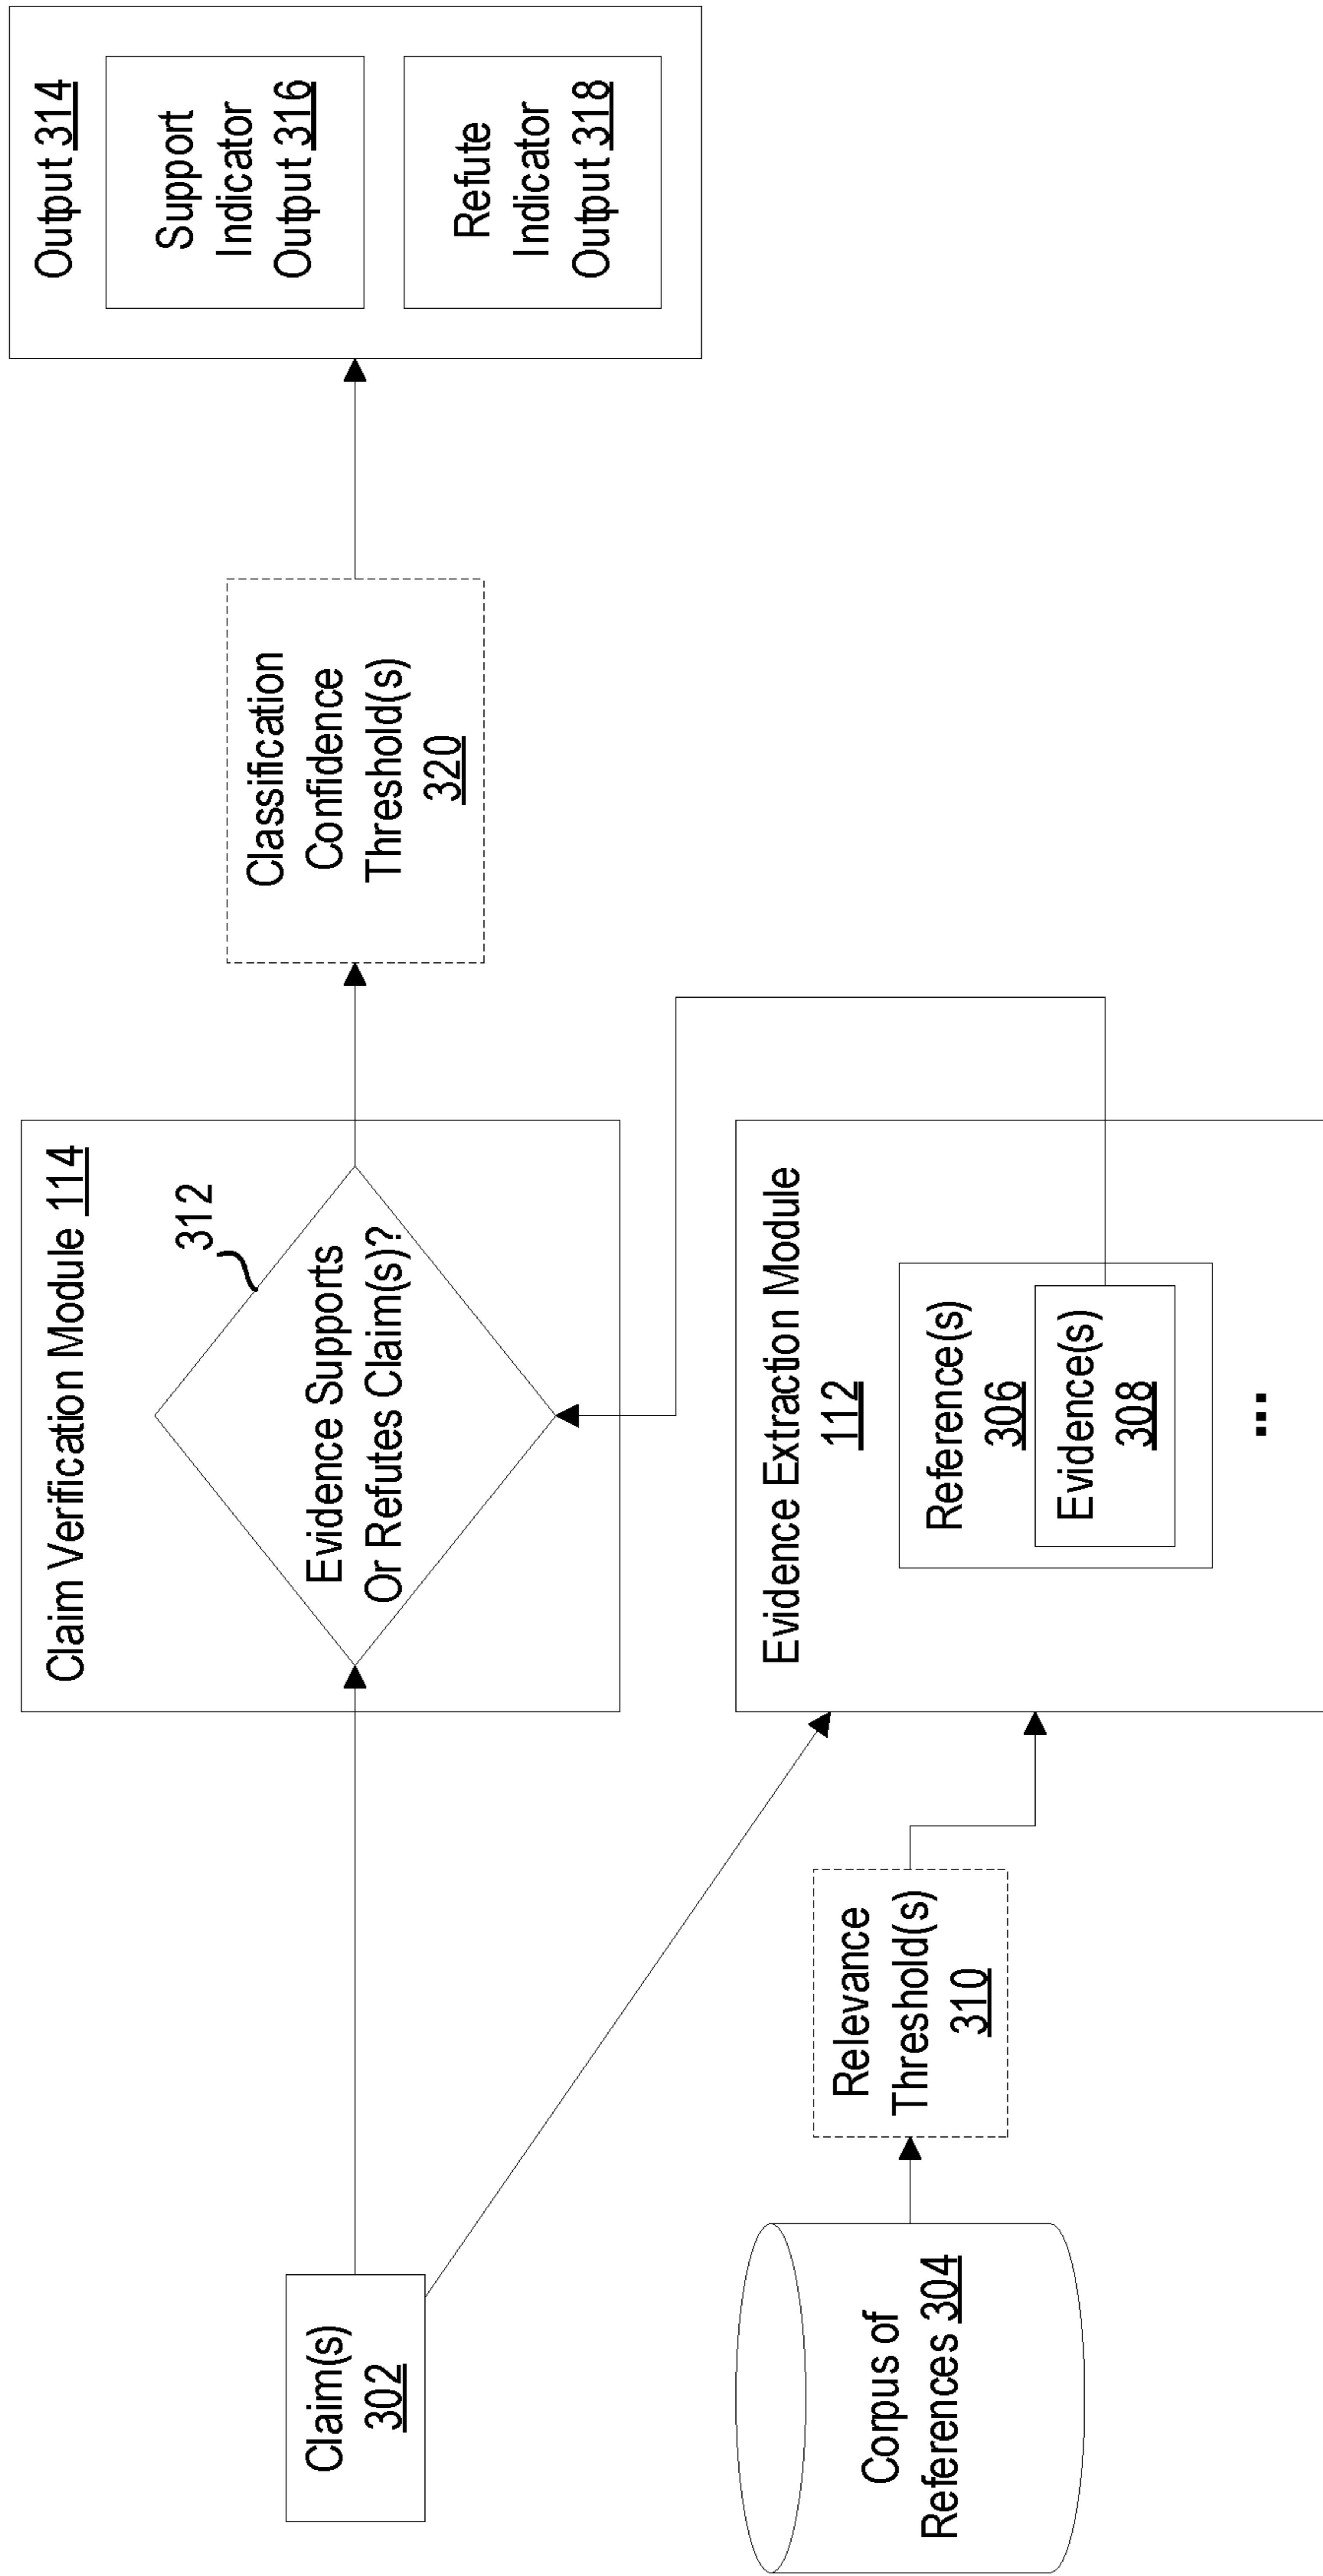 Claim(s)
302
Corpus of
References 304
Relevance
Threshold(s)
310
Claim Verification Module 114
312
Evidence Supports
Or Refutes Claim(s)?
Evidence Extraction Module
112
Reference(s)
306
Evidence(s)
308
...
Classification
Confidence
Threshold(s)
320
Output 314
Support
Indicator
Output 316
Refute
Indicator
Output 318